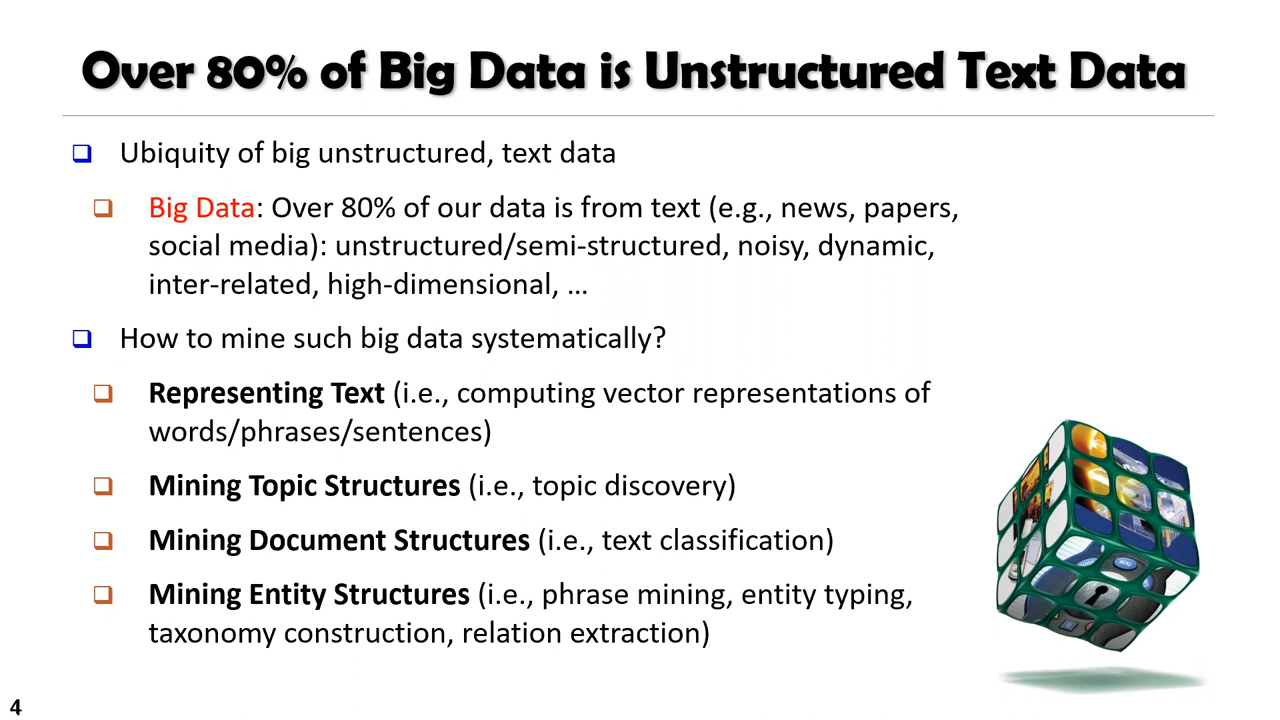 Over 80% of Big Data is Unstructured Text Data
Ubiquity of big unstructured, text data
Big Data: Over 80% of our data is from text (e.g., news, papers,
social media): unstructured/semi-structured, noisy, dynamic,
inter-related, high-dimensional, …
How to mine such big data systematically?
Representing Text (i.e., computing vector representations of
words/phrases/sentences)
Mining Topic Structures (i.e., topic discovery)
Mining Document Structures (i.e., text classification)
Mining Entity Structures (i.e., phrase mining, entity typing,
taxonomy construction, relation extraction)
4